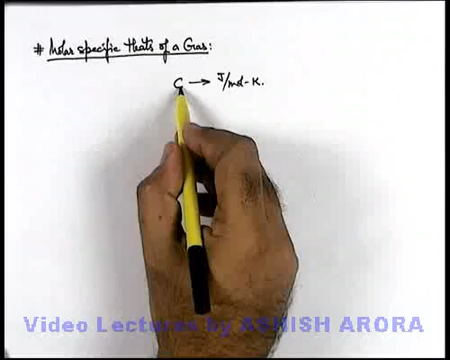 # Molar specific Heats of a Gas:
C → J/mol-K.
Video Lectures by ASHISH ARORA